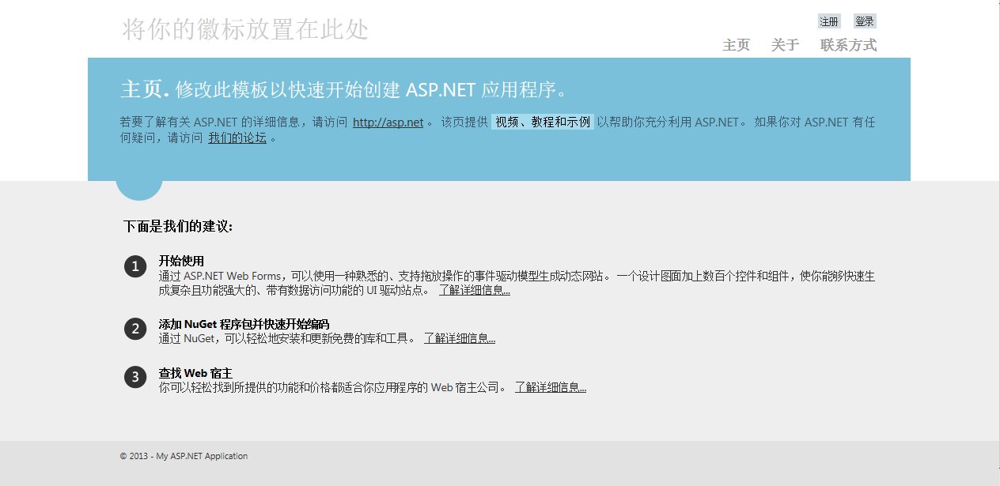 将你的徽标放置在此处
注册 登录
主页 关于 联系方式
主页. 修改此模板以快速开始创建 ASP.NET 应用程序。
若要了解有关 ASP.NET 的详细信息，请访问 http://asp.net 。 该页提供 视频、教程和示例 以帮助你充分利用 ASP.NET。 如果你对 ASP.NET 有任
何疑问，请访问 我们的论坛 。
下面是我们的建议:
1 开始使用
通过 ASP.NET Web Forms，可以使用一种熟悉的、支持拖放操作的事件驱动模型生成动态网站。 一个设计图面加上数百个控件和组件，使你能够快速生
成复杂且功能强大的、带有数据访问功能的 UI 驱动站点。 了解详细信息...
2 添加 NuGet 程序包并快速开始编码
通过 NuGet，可以轻松地安装和更新免费的库和工具。 了解详细信息...
3 查找 Web 宿主
你可以轻松找到所提供的功能和价格都适合你应用程序的 Web 宿主公司。 了解详细信息...
© 2013 - My ASP.NET Application